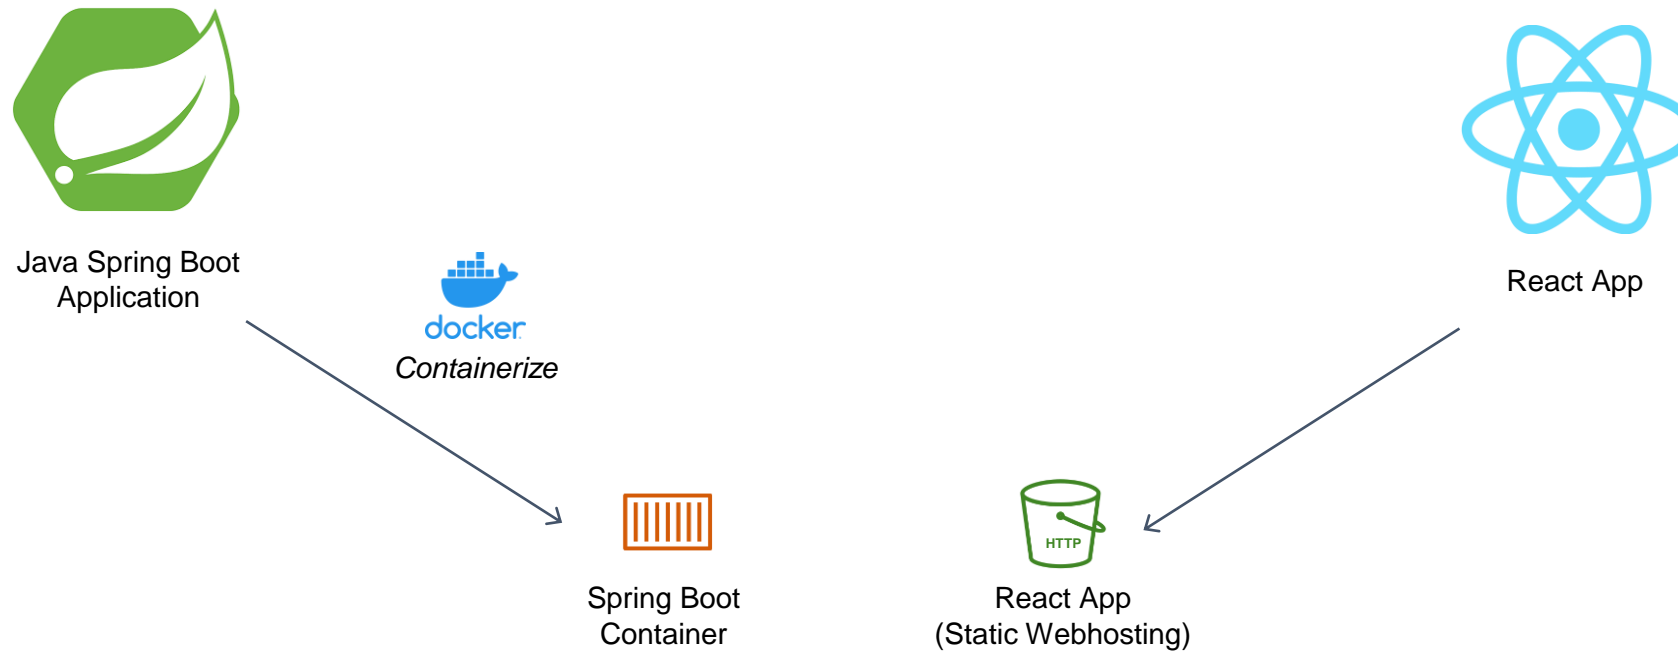 Java Spring Boot
Application
docker
Containerize
React App
Spring Boot
Container
HTTP
React App
(Static Webhosting)